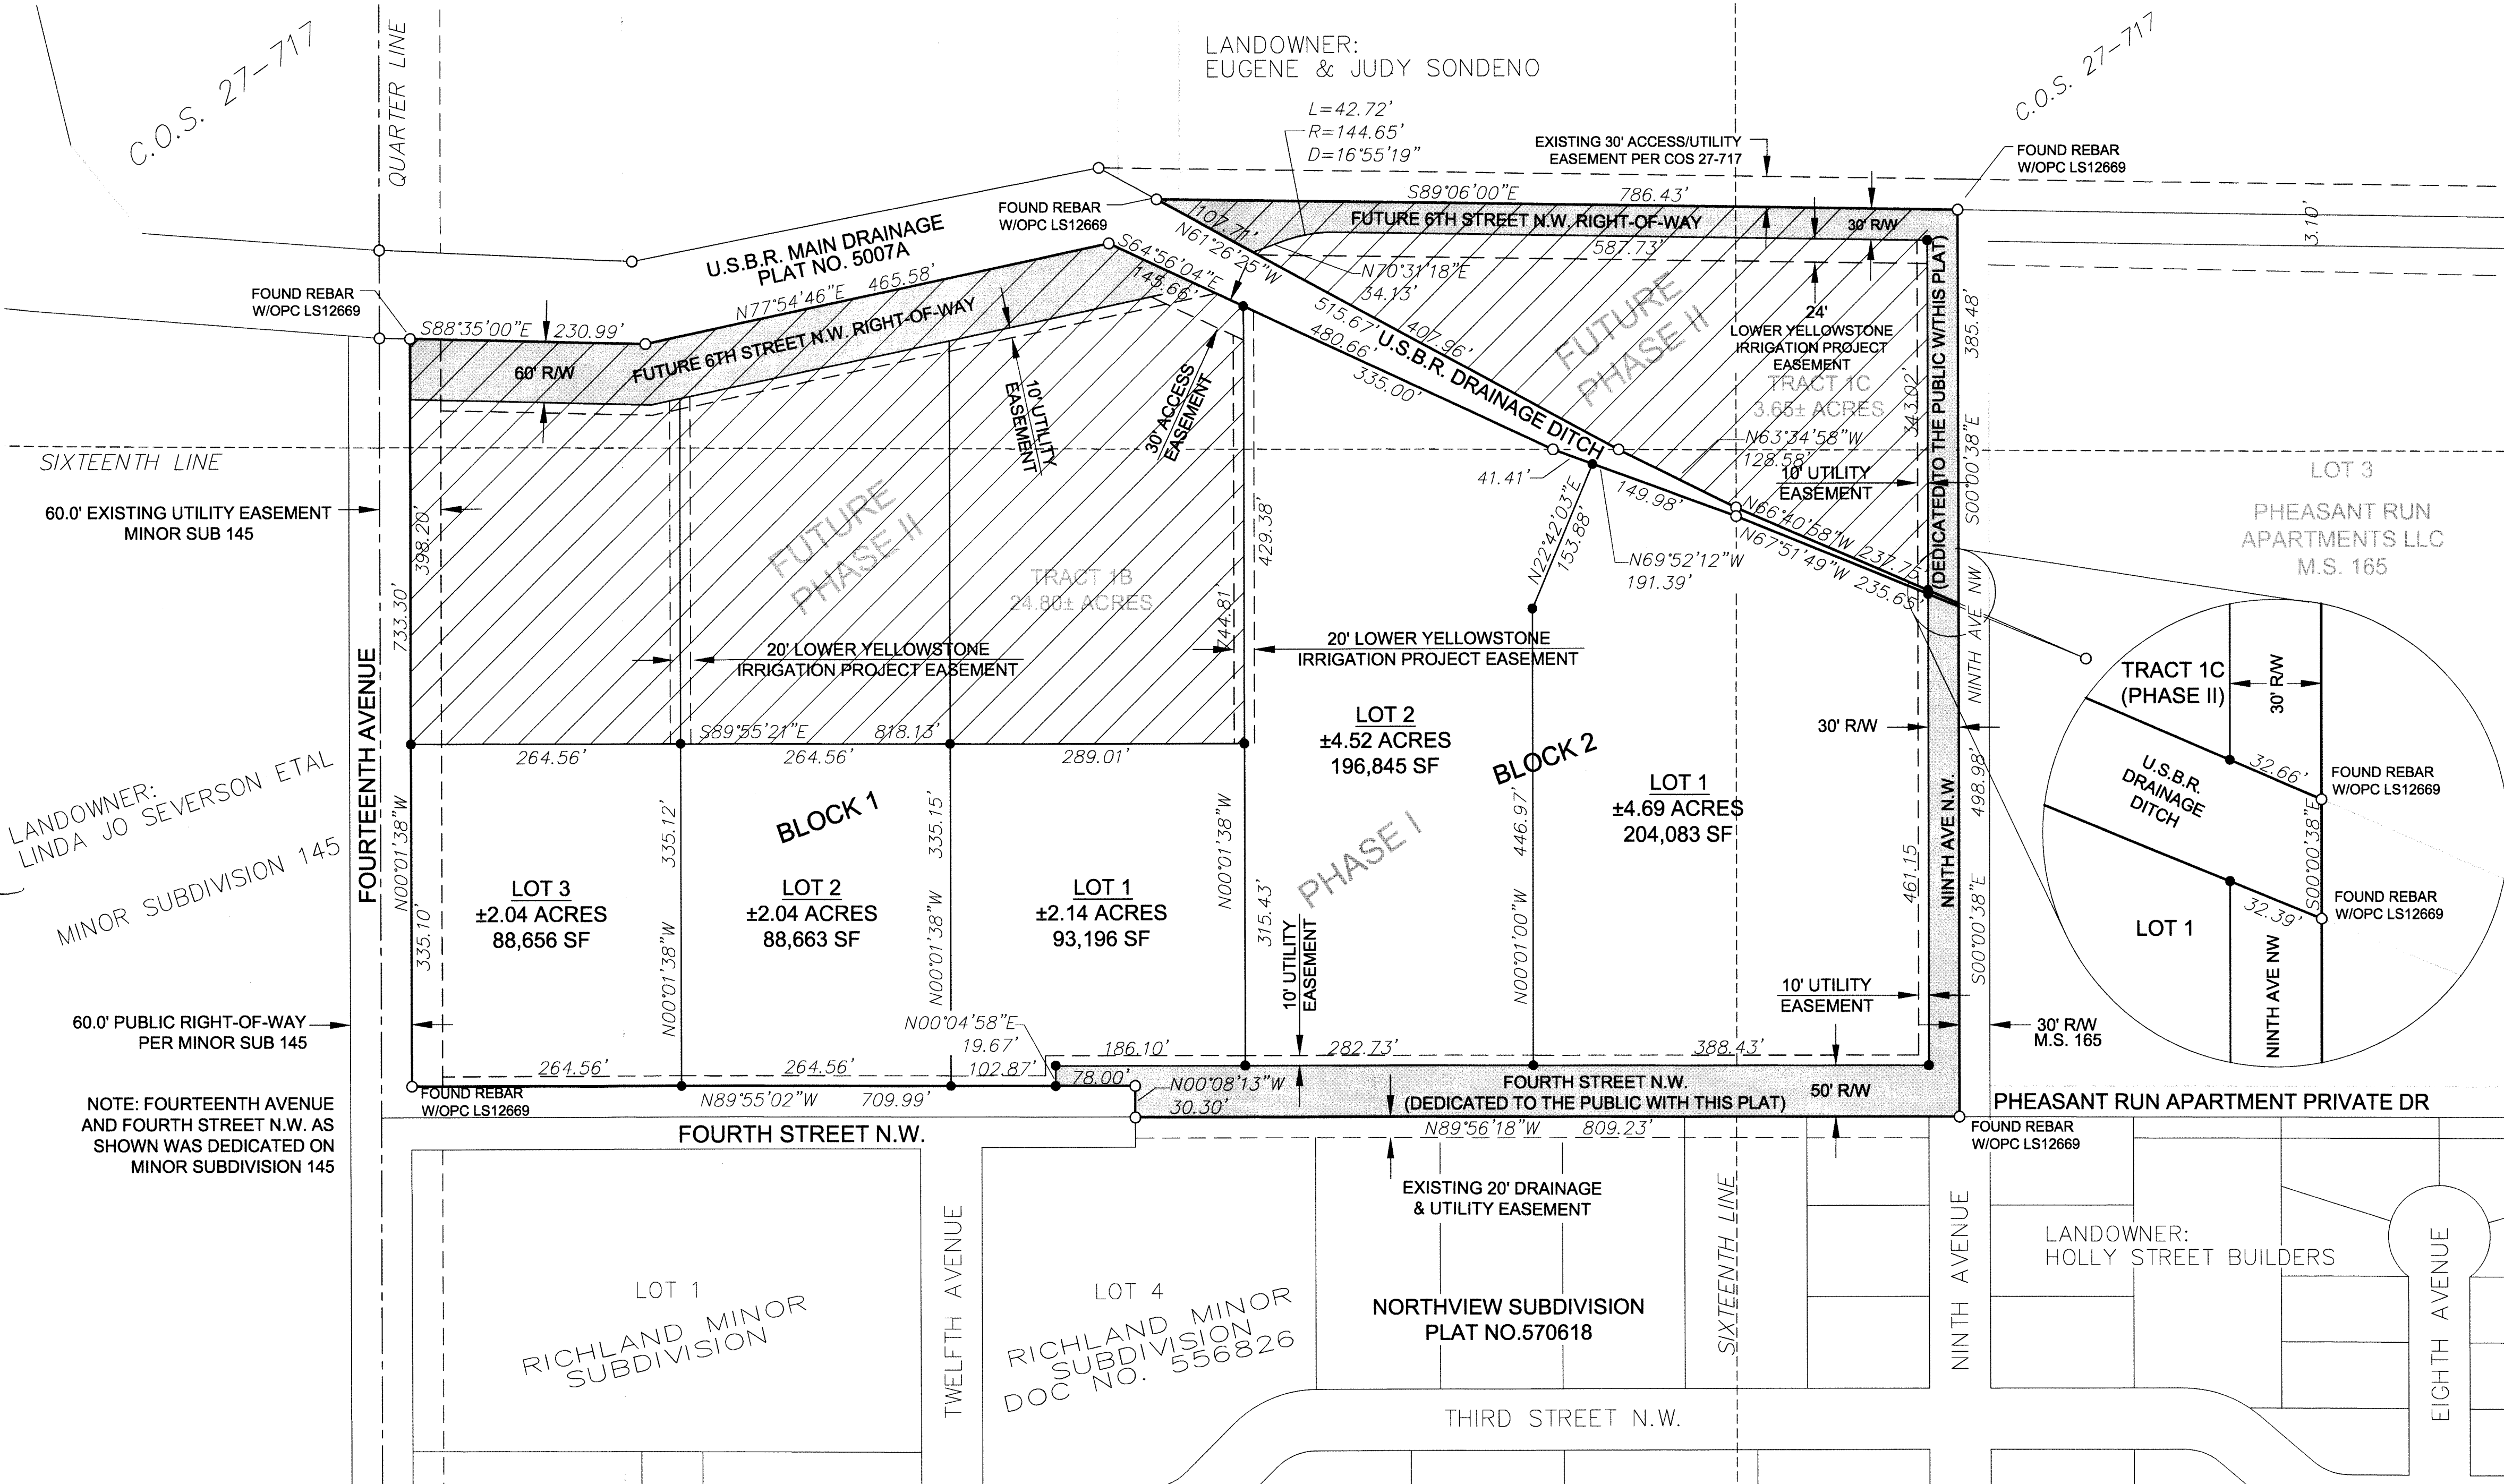 C.O.S. 27-717
QUARTER LINE
LANDOWNER:
EUGENE & JUDY SONDENO
C.O.S. 27-717
L=42.72'
R=144.65'
D=16°55'19"
EXISTING 30' ACCESS/UTILITY
EASEMENT PER COS 27-717
FOUND REBAR
W/OPC LS12669
S89°06'00"E 786.43'
FUTURE 6TH STREET N.W. RIGHT-OF-WAY
30' R/W
587.73'
3.10'
FOUND REBAR
W/OPC LS12669
107.71'
N61°26'25"W
515.67'
407.96'
N70°31'18"E
34.13'
U.S.B.R. MAIN DRAINAGE
PLAT NO. 5007A
N77°54'46"E 465.58'
S64°56'04"E
145.66'
480.66'
335.00'
U.S.B.R. DRAINAGE DITCH
FOUND REBAR
W/OPC LS12669
S88°35'00"E 230.99'
60' R/W
FUTURE 6TH STREET N.W. RIGHT-OF-WAY
10' UTILITY
EASEMENT
30' ACCESS
EASEMENT
FUTURE
PHASE II
24'
LOWER YELLOWSTONE
IRRIGATION PROJECT
EASEMENT
TRACT 1C
3.65± ACRES
343.02'
(DEDICATED TO THE PUBLIC W/THIS PLAT)
385.48'
S00°00'38"E
N63°34'58"W
128.58'
10' UTILITY
EASEMENT
SIXTEENTH LINE
60.0' EXISTING UTILITY EASEMENT
MINOR SUB 145
398.20'
733.30'
FUTURE
PHASE II
TRACT 1B
24.80± ACRES
429.38'
744.81'
41.41'
149.98'
N22°42'03"E
153.88'
N69°52'12"W
191.39'
N66°40'58"W 237.75'
N67°51'49"W 235.65'
LOT 3
PHEASANT RUN
APARTMENTS LLC
M.S. 165
20' LOWER YELLOWSTONE
IRRIGATION PROJECT EASEMENT
20' LOWER YELLOWSTONE
IRRIGATION PROJECT EASEMENT
NINTH AVE NW
30' R/W
S89°55'21"E 818.13'
264.56'
264.56'
289.01'
LOT 2
±4.52 ACRES
196,845 SF
BLOCK 2
LOT 1
±4.69 ACRES
204,083 SF
BLOCK 1
PHASE I
FOURTEENTH AVENUE
N00°01'38"W
335.10'
335.12'
N00°01'38"W
335.15'
N00°01'38"W
N00°01'38"W
315.43'
446.97'
N00°01'00"W
461.15
NINTH AVE N.W.
498.98'
S00°00'38"E
LANDOWNER:
LINDA JO SEVERSON ETAL
MINOR SUBDIVISION 145
LOT 3
±2.04 ACRES
88,656 SF
LOT 2
±2.04 ACRES
88,663 SF
LOT 1
±2.14 ACRES
93,196 SF
10' UTILITY
EASEMENT
10' UTILITY
EASEMENT
60.0' PUBLIC RIGHT-OF-WAY
PER MINOR SUB 145
30' R/W
M.S. 165
N00°04'58"E
19.67'
102.87'
264.56'
264.56'
186.10'
282.73'
388.43'
78.00'
N00°08'13"W
30.30'
FOUND REBAR
W/OPC LS12669
N89°55'02"W 709.99'
FOURTH STREET N.W.
(DEDICATED TO THE PUBLIC WITH THIS PLAT)
50' R/W
N89°56'18"W 809.23'
FOUND REBAR
W/OPC LS12669
PHEASANT RUN APARTMENT PRIVATE DR
NOTE: FOURTEENTH AVENUE
AND FOURTH STREET N.W. AS
SHOWN WAS DEDICATED ON
MINOR SUBDIVISION 145
FOURTH STREET N.W.
TRACT 1C
(PHASE II)
30' R/W
32.66'
FOUND REBAR
W/OPC LS12669
U.S.B.R.
DRAINAGE
DITCH
S00°00'38"E
FOUND REBAR
W/OPC LS12669
32.39'
LOT 1
NINTH AVE NW
EXISTING 20' DRAINAGE
& UTILITY EASEMENT
LOT 1
RICHLAND MINOR
SUBDIVISION
TWELFTH AVENUE
LOT 4
RICHLAND MINOR
SUBDIVISION
DOC NO. 556826
NORTHVIEW SUBDIVISION
PLAT NO.570618
SIXTEENTH LINE
NINTH AVENUE
LANDOWNER:
HOLLY STREET BUILDERS
EIGHTH AVENUE
THIRD STREET N.W.